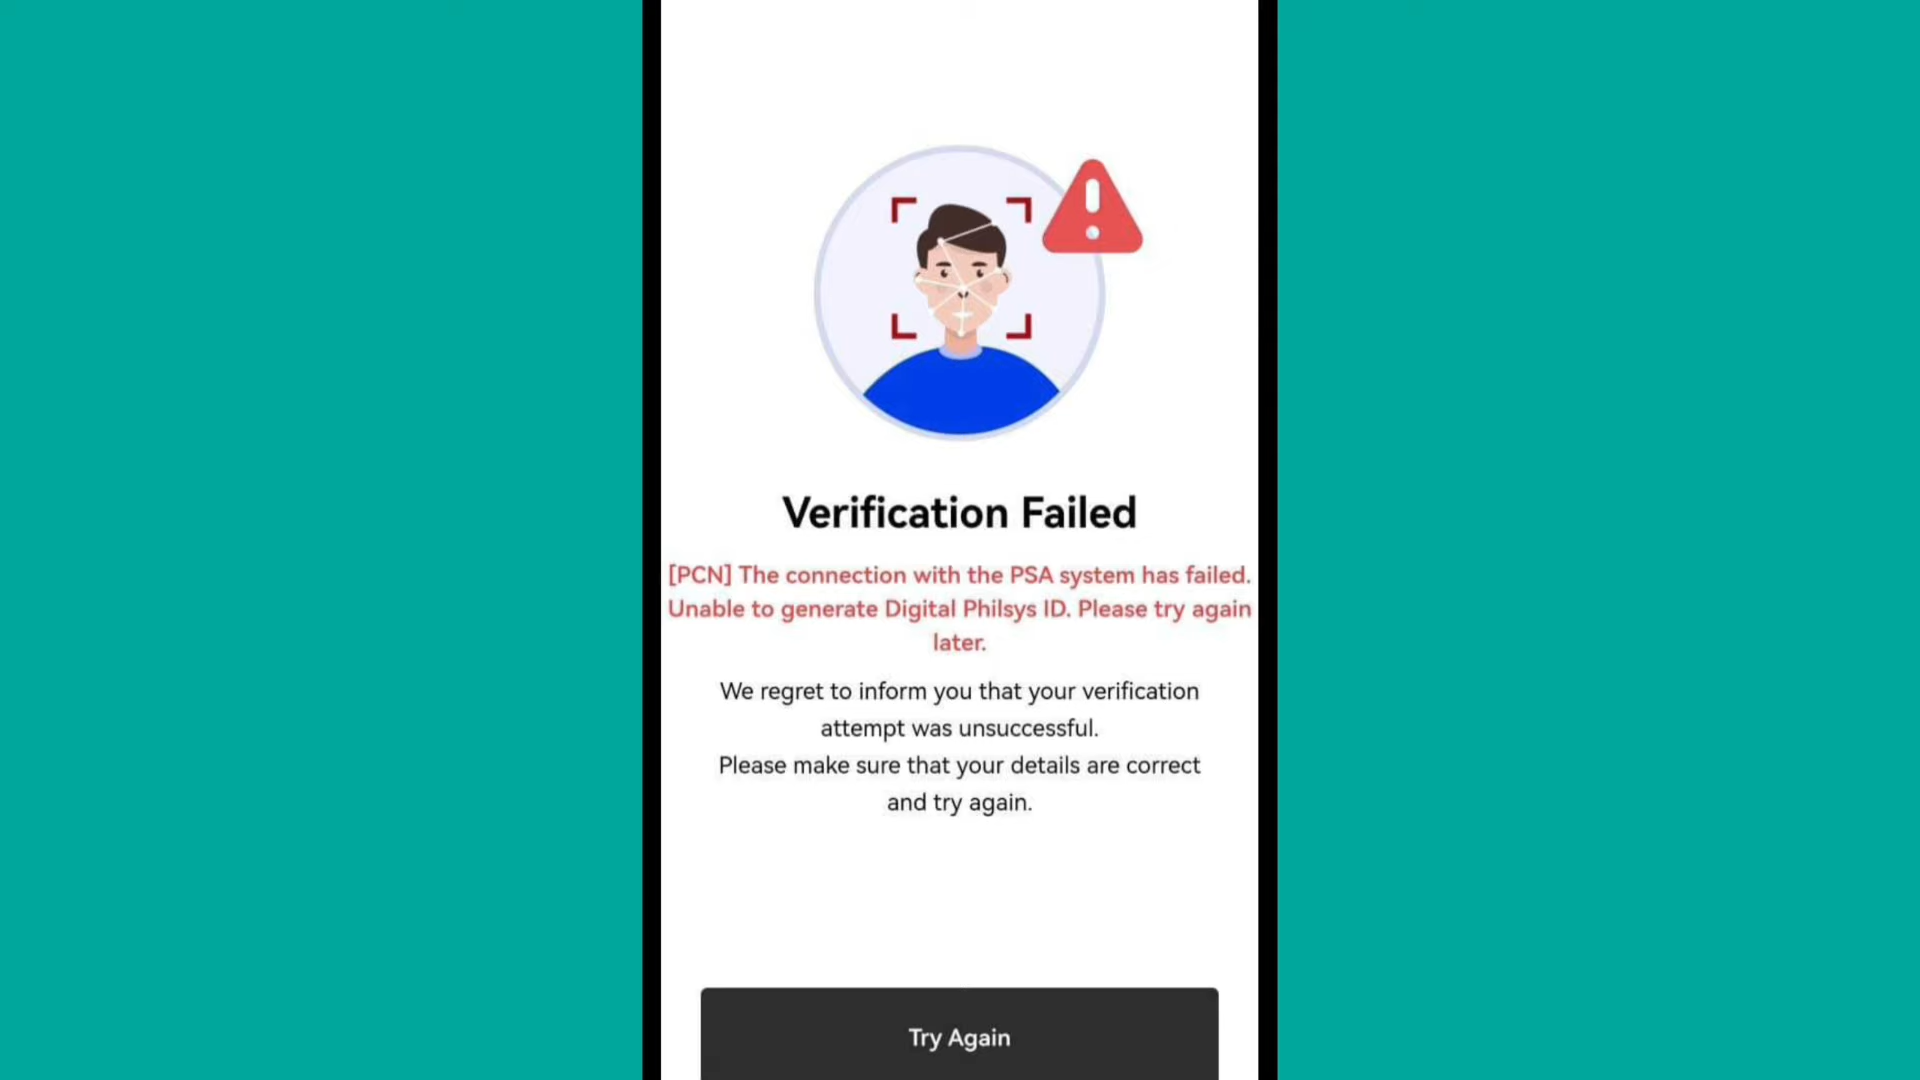 Verification Failed
[PCN] The connection with the PSA system has failed.
Unable to generate Digital Philsys ID. Please try again
later.
We regret to inform you that your verification
attempt was unsuccessful.
Please make sure that your details are correct
and try again.
Try Again